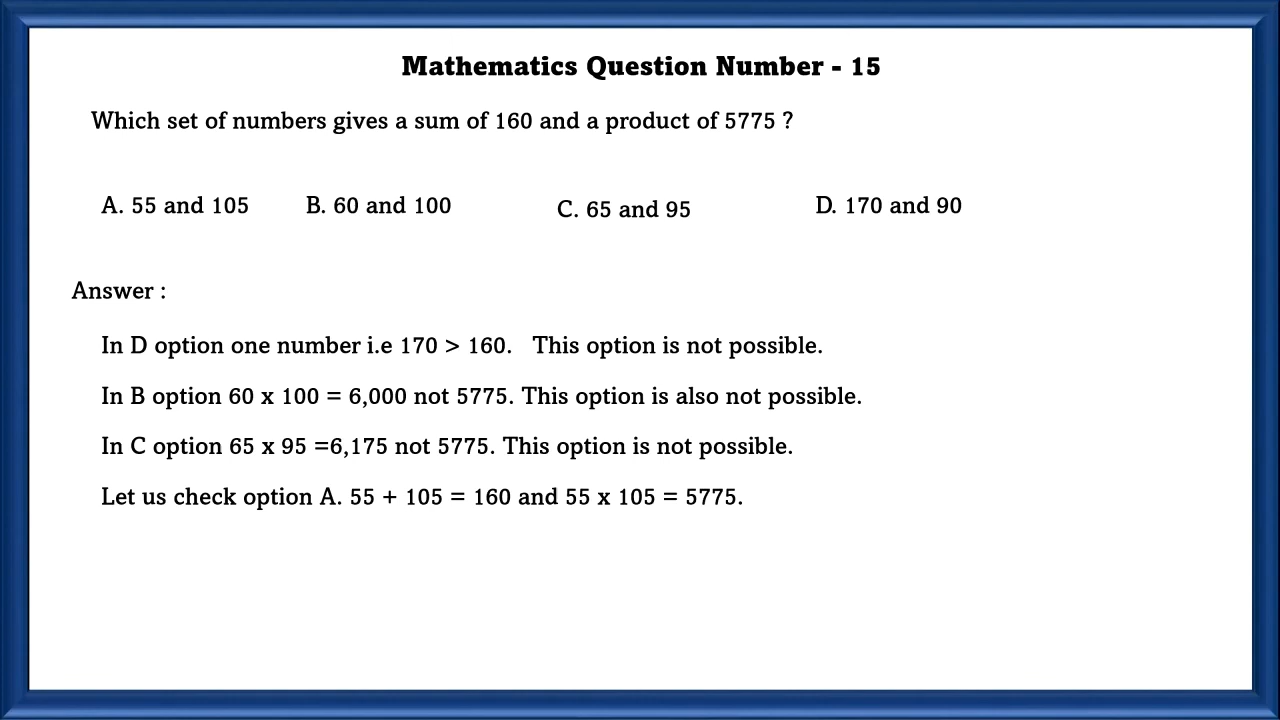 Mathematics Question Number - 15
Which set of numbers gives a sum of 160 and a product of 5775 ?
A. 55 and 105 B. 60 and 100 C. 65 and 95 D. 170 and 90
Answer :
In D option one number i.e 170 > 160. This option is not possible.
In B option 60 x 100 = 6,000 not 5775. This option is also not possible.
In C option 65 x 95 =6,175 not 5775. This option is not possible.
Let us check option A. 55 + 105 = 160 and 55 x 105 = 5775.